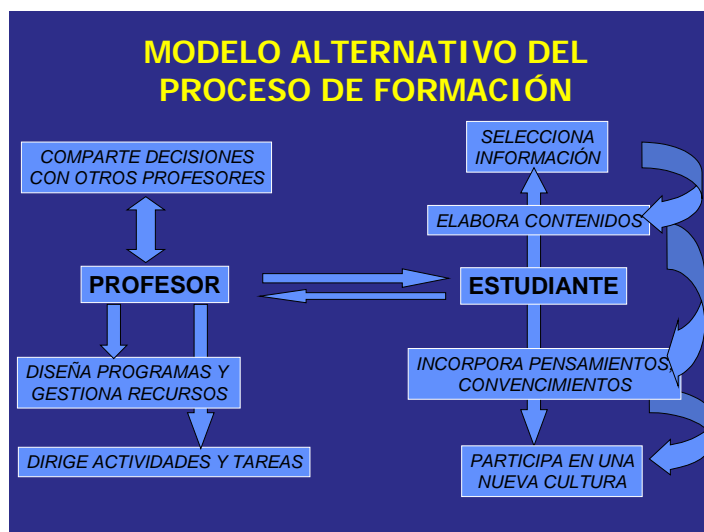 MODELO ALTERNATIVO DEL
PROCESO DE FORMACIÓN
COMPARTE DECISIONES
CON OTROS PROFESORES
PROFESOR
DISEÑA PROGRAMAS Y
GESTIONA RECURSOS
DIRIGE ACTIVIDADES Y TAREAS
SELECCIONA
INFORMACIÓN
ELABORA CONTENIDOS
ESTUDIANTE
INCORPORA PENSAMIENTOS,
CONVENCIMIENTOS
PARTICIPA EN UNA
NUEVA CULTURA